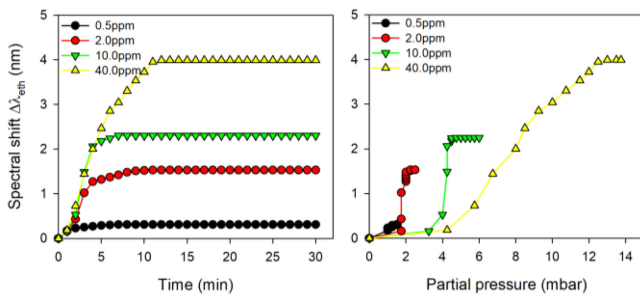 5
4
3
2
1
0
Spectral shift Δλeth (nm)
0.5ppm
2.0ppm
10.0ppm
40.0ppm
0 5 10 15 20 25 30
Time (min)
5
4
3
2
1
0
0.5ppm
2.0ppm
10.0ppm
40.0ppm
0 2 4 6 8 10 12 14
Partial pressure (mbar)